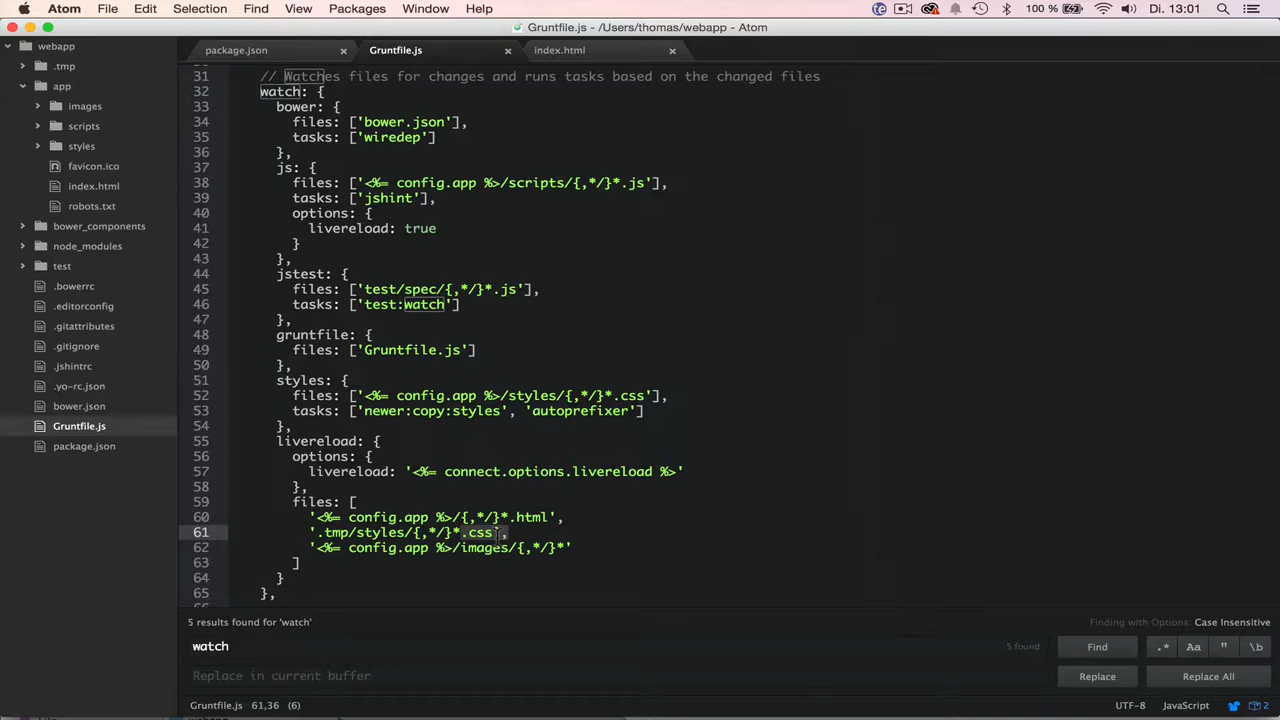 Atom File Edit Selection Find View Packages Window Help 100 % Di. 13:01
Gruntfile.js - /Users/thomas/webapp - Atom
webapp
.tmp
app
images
scripts
styles
favicon.ico
index.html
robots.txt
bower_components
node_modules
test
.bowerrc
.editorconfig
.gitattributes
.gitignore
.jshintrc
.yo-rc.json
bower.json
Gruntfile.js
package.json
package.json Gruntfile.js index.html
31 // Watches files for changes and runs tasks based on the changed files
32 watch: {
33 bower: {
34 files: ['bower.json'],
35 tasks: ['wiredep']
36 },
37 js: {
38 files: ['<%= config.app %>/scripts/{,*/}*.js'],
39 tasks: ['jshint'],
40 options: {
41 livereload: true
42 }
43 },
44 jstest: {
45 files: ['test/spec/{,*/}*.js'],
46 tasks: ['test:watch']
47 },
48 gruntfile: {
49 files: ['Gruntfile.js']
50 },
51 styles: {
52 files: ['<%= config.app %>/styles/{,*/}*.css'],
53 tasks: ['newer:copy:styles', 'autoprefixer']
54 },
55 livereload: {
56 options: {
57 livereload: '<%= connect.options.livereload %>'
58 },
59 files: [
60 '<%= config.app %>/{,*/}*.html',
61 '.tmp/styles/{,*/}*.css',
62 '<%= config.app %>/images/{,*/}*'
63 ]
64 }
65 },
5 results found for 'watch' Finding with Options: Case Insensitive
watch 5 found Find .* Aa " \b
Replace in current buffer Replace Replace All
Gruntfile.js 61,36 (6) UTF-8 JavaScript 2